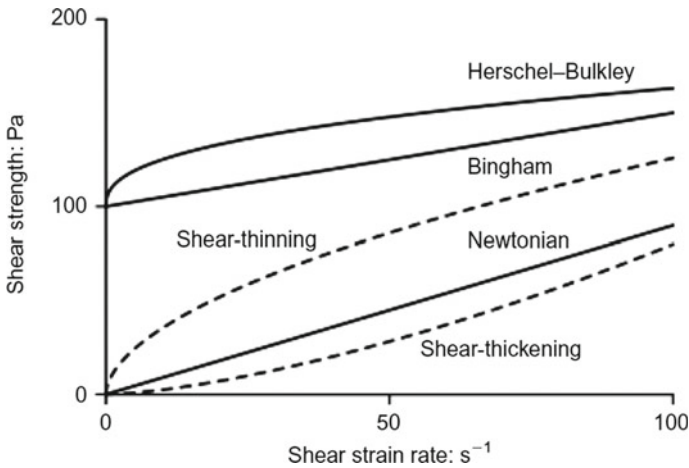 200
Herschel–Bulkley
Bingham
100
Shear-thinning
Newtonian
Shear-thickening
0
0 50 100
Shear strain rate: s⁻¹
Shear strength: Pa